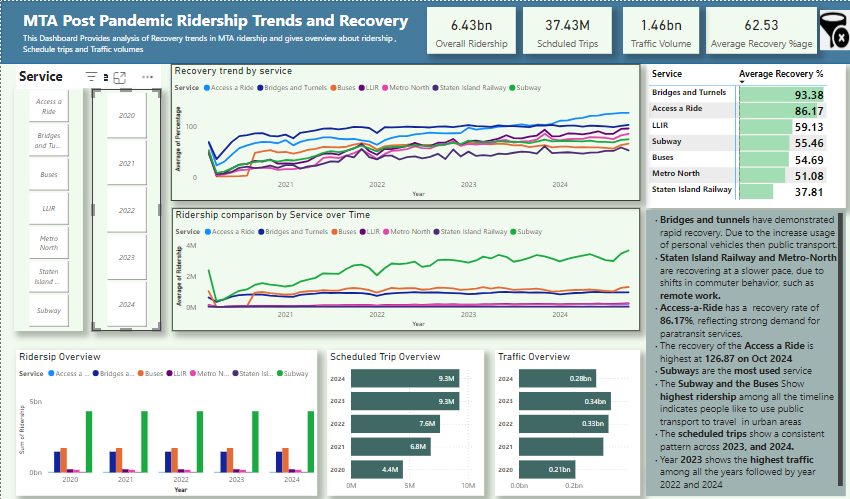 MTA Post Pandemic Ridership Trends and Recovery
This Dashboard Provides analysis of Recovery trends in MTA ridership and gives overview about ridership ,
Schedule trips and Traffic volumes
6.43bn
Overall Ridership
37.43M
Schduled Trips
1.46bn
Traffic Volume
62.53
Average Recovery %age
Service
Access a
Ride
Bridges
and Tu...
Buses
LLIR
Metro
North
Staten
Island ...
Subway
2020
2021
2022
2023
2024
Recovery trend by service
Service Access a Ride Bridges and Turnels Buses LLIR Metro North Staten Island Railway Subway
Average of Percentage
100
0
2021 2022 2023 2024
Year
Ridership comparison by Service over Time
Service Access a Ride Bridges and Turnels Buses LLIR Metro North Staten Island Railway Subway
Average of Ridership
4M
2M
0M
2021 2022 2023 2024
Year
Service Average Recovery %
Bridges and Turnels 93.38
Access a Ride 86.17
LLIR 59.13
Subway 55.46
Buses 54.69
Metro North 51.08
Staten Island Railway 37.81
· Bridges and tunnels have demonstrated
rapid recovery. Due to the increase usage
of personal vehicles then public transport.
· Staten Island Railway and Metro-North
are recovering at a slower pace, due to
shifts in commuter behavior, such as
remote work.
· Access-a-Ride has a recovery rate of
86.17%, reflecting strong demand for
paratransit services.
· The recovery of the Access a Ride is
highest at 126.87 on Oct 2024
· Subways are the most used service
· The Subway and the Buses Show
highest ridership among all the timeline
indicates people like to use public
transport to travel in urban areas
· The scheduled trips show a consistent
pattern across 2023, and 2024.
· Year 2023 shows the highest traffic
among all the years followed by year
2022 and 2024
Ridersip Overview
Service Access a ... Bridges a... Buses LLIR Metro N... Staten Isl... Subway
Sum of Ridership
5bn
0bn
2020 2021 2022 2023 2024
Year
Scheduled Trip Overview
2024 9.3M
2023 9.3M
2022 7.6M
2021 6.8M
2020 4.4M
0M 5M 10M
Traffic Overview
2024 0.28bn
2023 0.34bn
2022 0.33bn
2021
2020 0.21bn
0.0bn 0.2bn